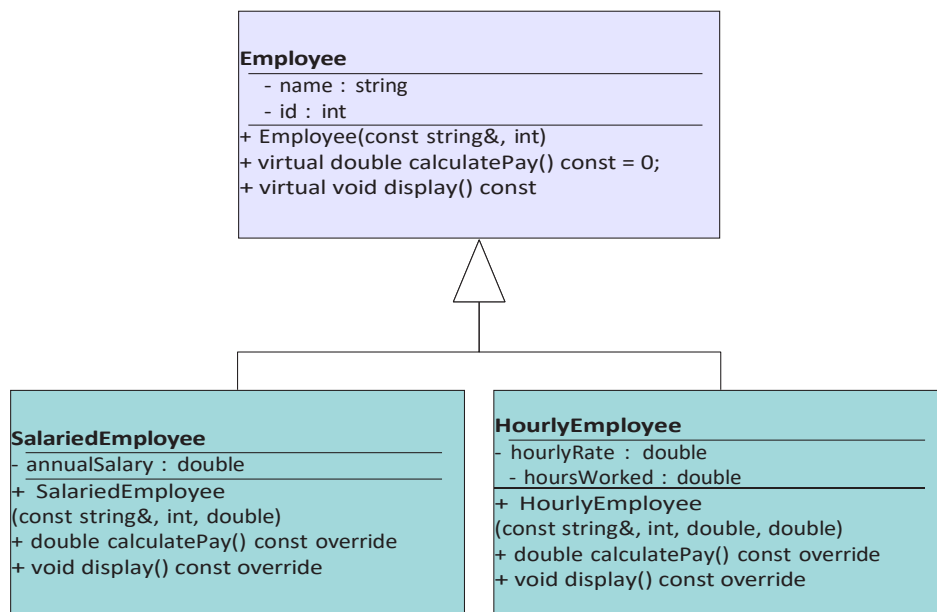 Employee
- name : string
- id : int
+ Employee(const string&, int)
+ virtual double calculatePay() const = 0;
+ virtual void display() const
SalariedEmployee
- annualSalary : double
+ SalariedEmployee
(const string&, int, double)
+ double calculatePay() const override
+ void display() const override
HourlyEmployee
- hourlyRate : double
- hoursWorked : double
+ HourlyEmployee
(const string&, int, double, double)
+ double calculatePay() const override
+ void display() const override